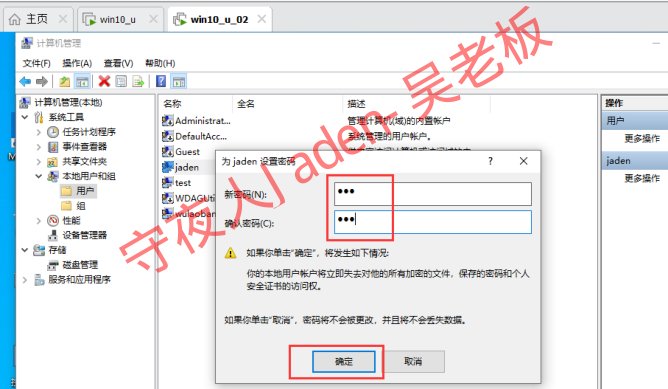 主页
win10_u
win10_u_02
计算机管理
文件(F) 操作(A) 查看(V) 帮助(H)
计算机管理(本地)
系统工具
任务计划程序
事件查看器
共享文件夹
本地用户和组
用户
组
性能
设备管理器
存储
磁盘管理
服务和应用程序
名称 全名 描述
Administrat... 管理计算机(域)的内置帐户
DefaultAcc... 系统管理的用户帐户。
Guest
jaden
test
WDAGUti
wulaoban
操作
用户
更多操作
jaden
更多操作
为 jaden 设置密码
新密码(N):
确认密码(C):
如果你单击"确定"，将发生如下情况:
你的本地用户帐户将立即失去对他的所有加密的文件，保存的密码和个人
安全证书的访问权。
如果你单击"取消"，密码将不会被更改，并且将不会丢失数据。
确定 取消
守夜人Jaden-吴老板